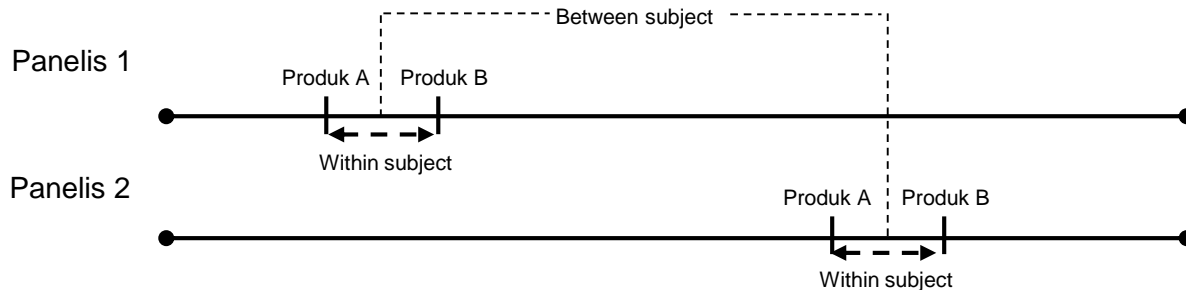 Between subject
Panelis 1
Produk A
Produk B
Within subject
Panelis 2
Produk A
Produk B
Within subject